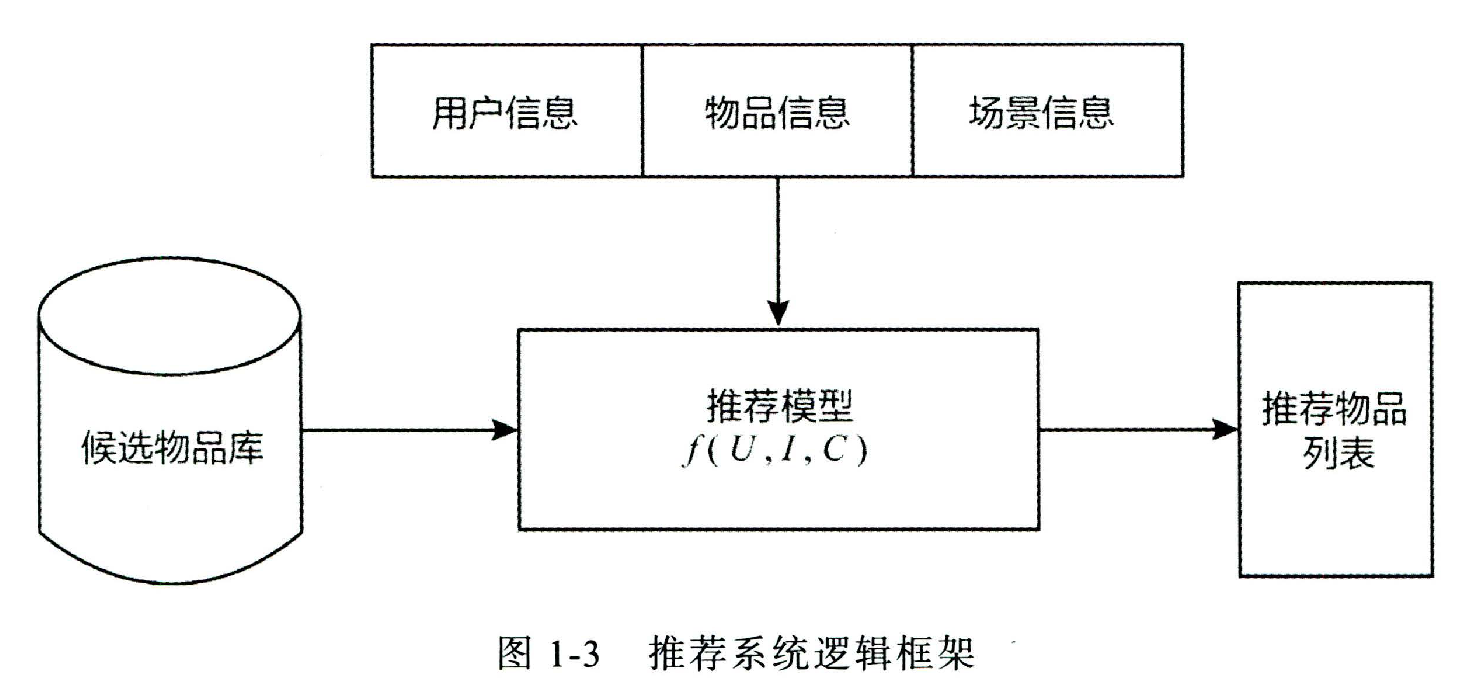 用户信息
物品信息
场景信息
候选物品库
推荐模型
f(U,I,C)
推荐物品
列表
图 1-3 推荐系统逻辑框架